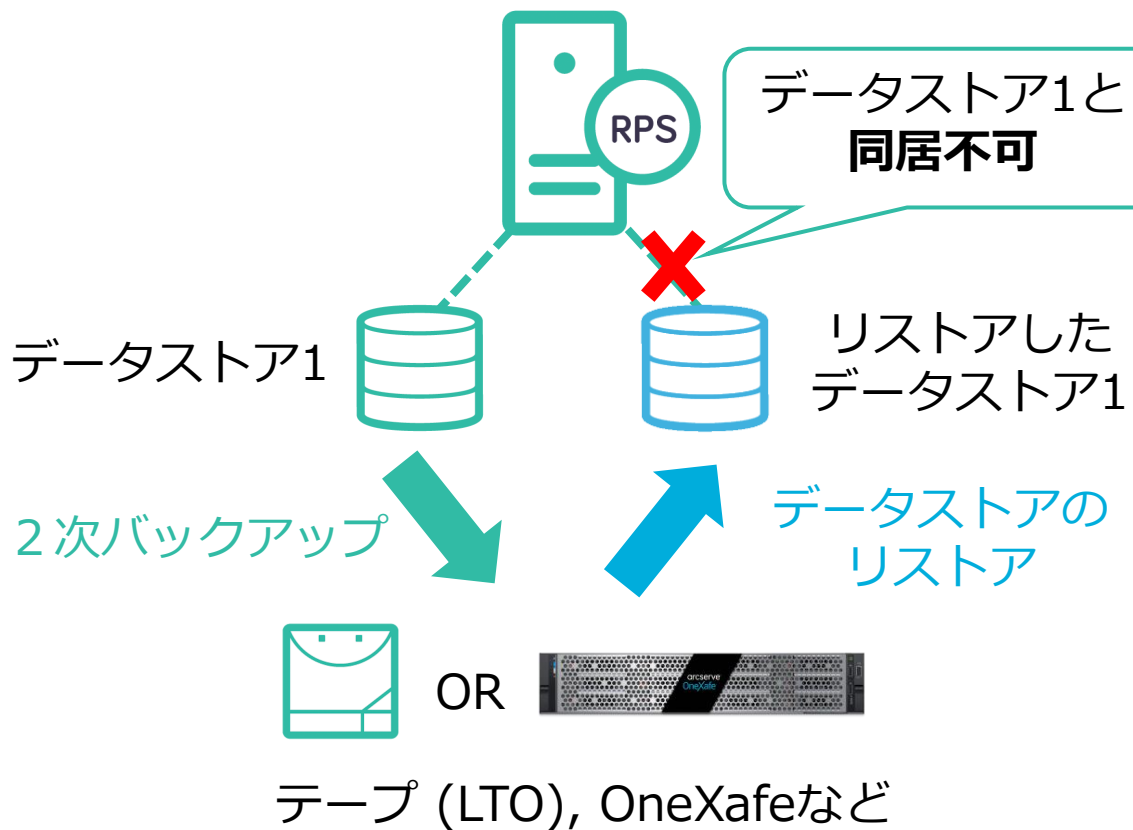 RPS
データストア1と
同居不可
データストア1
リストアした
データストア1
２次バックアップ
データストアの
リストア
OR
arcserve
OneXafe
テープ (LTO), OneXafeなど